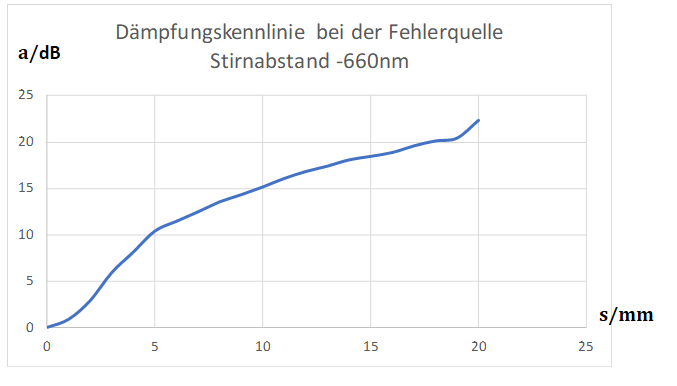 Dämpfungskennlinie bei der Fehlerquelle
Stirnabstand -660nm
a/dB
25
20
15
10
5
0
0 5 10 15 20 25
s/mm